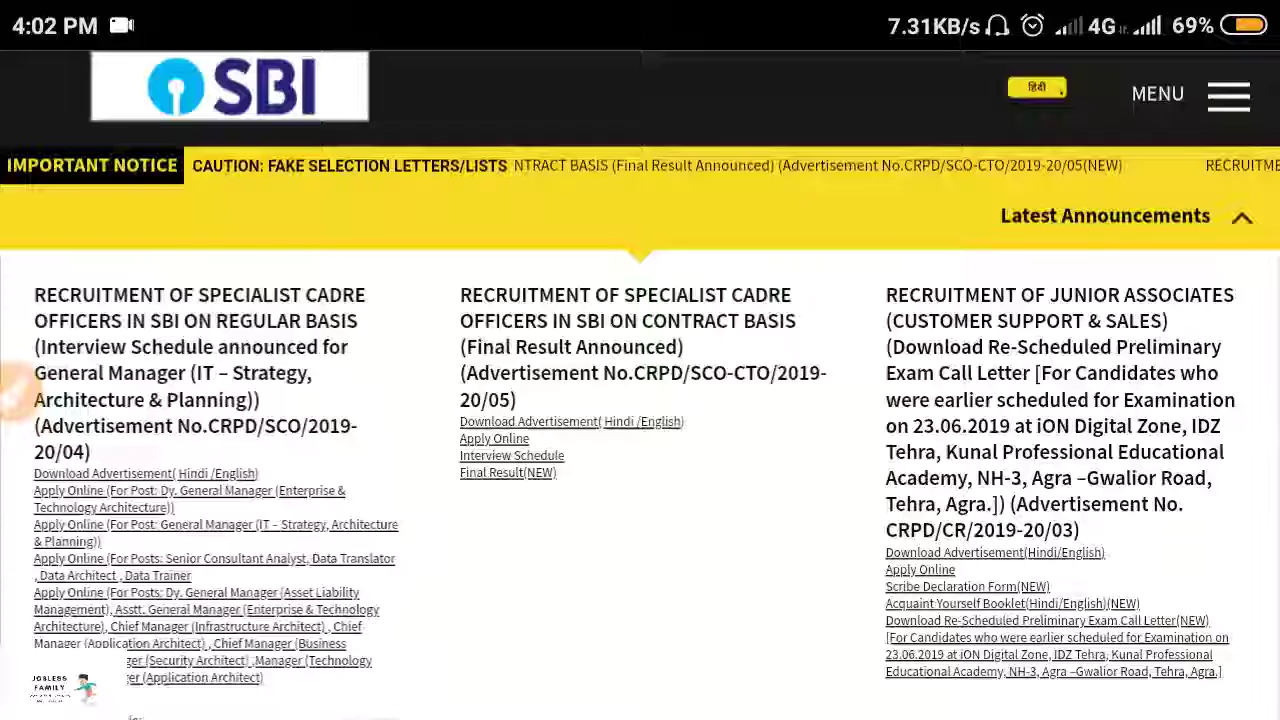 4:02 PM
7.31KB/s 4G 69%
SBI
हिंदी
MENU
IMPORTANT NOTICE CAUTION: FAKE SELECTION LETTERS/LISTS NTRACT BASIS (Final Result Announced) (Advertisement No.CRPD/SCO-CTO/2019-20/05(NEW) RECRUITME
Latest Announcements
RECRUITMENT OF SPECIALIST CADRE
OFFICERS IN SBI ON REGULAR BASIS
(Interview Schedule announced for
General Manager (IT – Strategy,
Architecture & Planning))
(Advertisement No.CRPD/SCO/2019-
20/04)
Download Advertisement( Hindi /English)
Apply Online (For Post: Dy. General Manager (Enterprise &
Technology Architecture))
Apply Online (For Post: General Manager (IT – Strategy, Architecture
& Planning))
Apply Online (For Posts: Senior Consultant Analyst, Data Translator
, Data Architect , Data Trainer
Apply Online (For Posts: Dy. General Manager (Asset Liability
Management), Asstt. General Manager (Enterprise & Technology
Architecture), Chief Manager (Infrastructure Architect) , Chief
Manager (Application Architect) , Chief Manager (Business
ger (Security Architect) ,Manager (Technology
er (Application Architect)
JOBLESS
FAMILY
RECRUITMENT OF SPECIALIST CADRE
OFFICERS IN SBI ON CONTRACT BASIS
(Final Result Announced)
(Advertisement No.CRPD/SCO-CTO/2019-
20/05)
Download Advertisement( Hindi /English)
Apply Online
Interview Schedule
Final Result(NEW)
RECRUITMENT OF JUNIOR ASSOCIATES
(CUSTOMER SUPPORT & SALES)
(Download Re-Scheduled Preliminary
Exam Call Letter [For Candidates who
were earlier scheduled for Examination
on 23.06.2019 at iON Digital Zone, IDZ
Tehra, Kunal Professional Educational
Academy, NH-3, Agra –Gwalior Road,
Tehra, Agra.]) (Advertisement No.
CRPD/CR/2019-20/03)
Download Advertisement(Hindi/English)
Apply Online
Scribe Declaration Form(NEW)
Acquaint Yourself Booklet(Hindi/English)(NEW)
Download Re-Scheduled Preliminary Exam Call Letter(NEW)
[For Candidates who were earlier scheduled for Examination on
23.06.2019 at iON Digital Zone, IDZ Tehra, Kunal Professional
Educational Academy, NH-3, Agra –Gwalior Road, Tehra, Agra.]